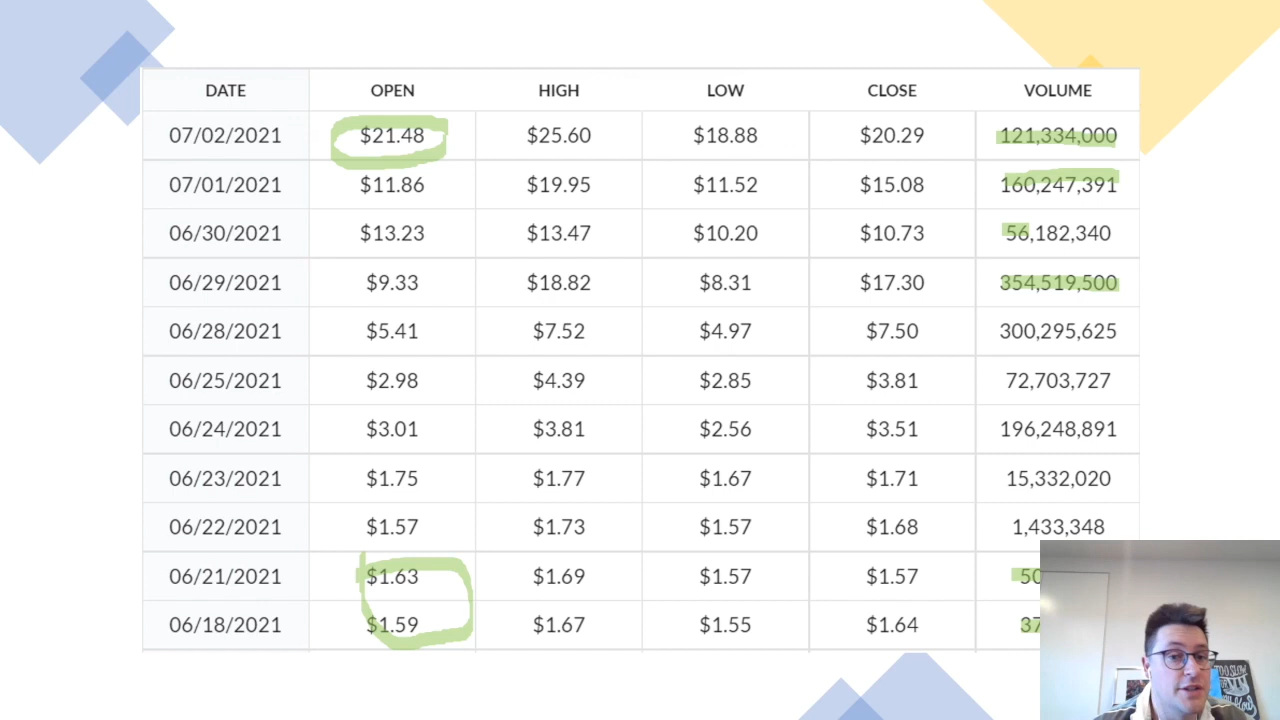 DATE OPEN HIGH LOW CLOSE VOLUME
07/02/2021 $21.48 $25.60 $18.88 $20.29 121,334,000
07/01/2021 $11.86 $19.95 $11.52 $15.08 160,247,391
06/30/2021 $13.23 $13.47 $10.20 $10.73 56,182,340
06/29/2021 $9.33 $18.82 $8.31 $17.30 354,519,500
06/28/2021 $5.41 $7.52 $4.97 $7.50 300,295,625
06/25/2021 $2.98 $4.39 $2.85 $3.81 72,703,727
06/24/2021 $3.01 $3.81 $2.56 $3.51 196,248,891
06/23/2021 $1.75 $1.77 $1.67 $1.71 15,332,020
06/22/2021 $1.57 $1.73 $1.57 $1.68 1,433,348
06/21/2021 $1.63 $1.69 $1.57 $1.57 50
06/18/2021 $1.59 $1.67 $1.55 $1.64 37
TOO SLOW